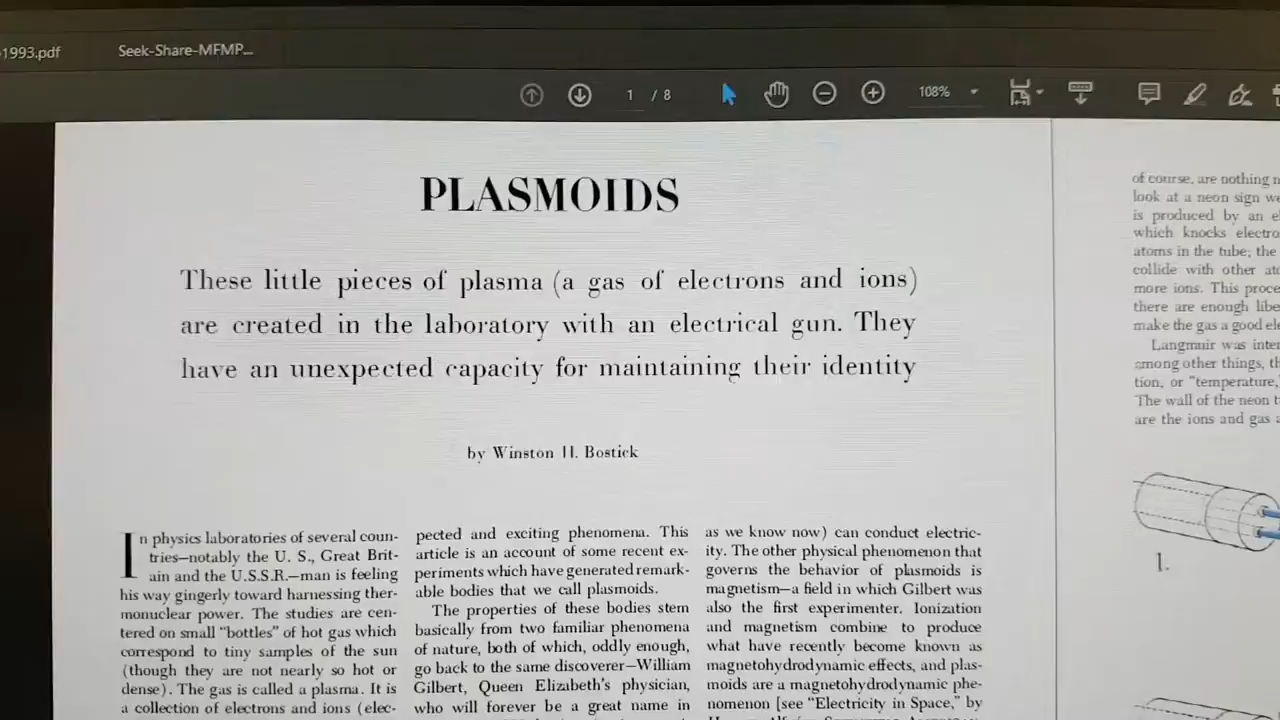 1993.pdf
Seek-Share-MFMP...
1 / 8
108%
PLASMOIDS
These little pieces of plasma (a gas of electrons and ions)
are created in the laboratory with an electrical gun. They
have an unexpected capacity for maintaining their identity
by Winston H. Bostick
In physics laboratories of several coun-
tries—notably the U. S., Great Brit-
ain and the U.S.S.R.—man is feeling
his way gingerly toward harnessing ther-
monuclear power. The studies are cen-
tered on small "bottles" of hot gas which
correspond to tiny samples of the sun
(though they are not nearly so hot or
dense). The gas is called a plasma. It is
a collection of electrons and ions (elec-
pected and exciting phenomena. This
article is an account of some recent ex-
periments which have generated remark-
able bodies that we call plasmoids.
The properties of these bodies stem
basically from two familiar phenomena
of nature, both of which, oddly enough,
go back to the same discoverer—William
Gilbert, Queen Elizabeth's physician,
who will forever be a great name in
as we know now) can conduct electric-
ity. The other physical phenomenon that
governs the behavior of plasmoids is
magnetism—a field in which Gilbert was
also the first experimenter. Ionization
and magnetism combine to produce
what have recently become known as
magnetohydrodynamic effects, and plas-
moids are a magnetohydrodynamic phe-
nomenon [see "Electricity in Space," by
of course, are nothing
look at a neon sign we
is produced by an
which knocks
atoms in the tube; the
collide with other
more ions. This
there are enough
make the gas a good
Langmuir was
among other things,
tion, or "temperature,
The wall of the neon
are the ions and gas
1.